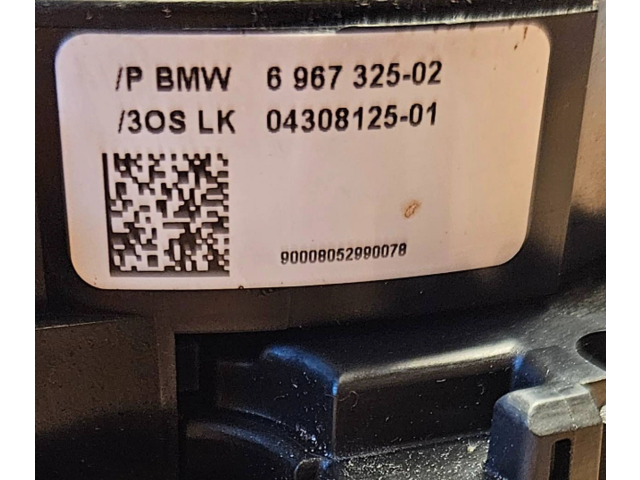 /P BMW 6 967 325-02
/3OS LK 04308125-01
90008052990078